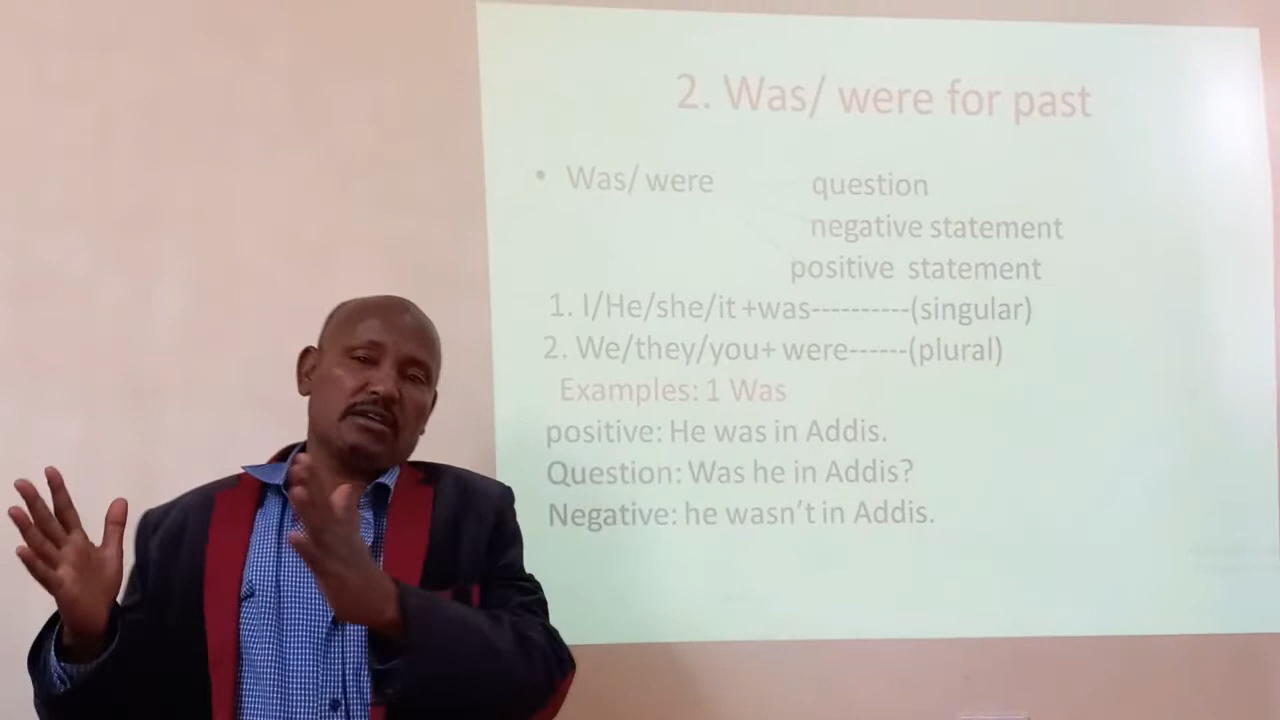 2. Was/ were for past
• Was/ were question
negative statement
positive statement
1. I/He/she/it +was----------(singular)
2. We/they/you+ were------(plural)
Examples: 1 Was
positive: He was in Addis.
Question: Was he in Addis?
Negative: he wasn't in Addis.